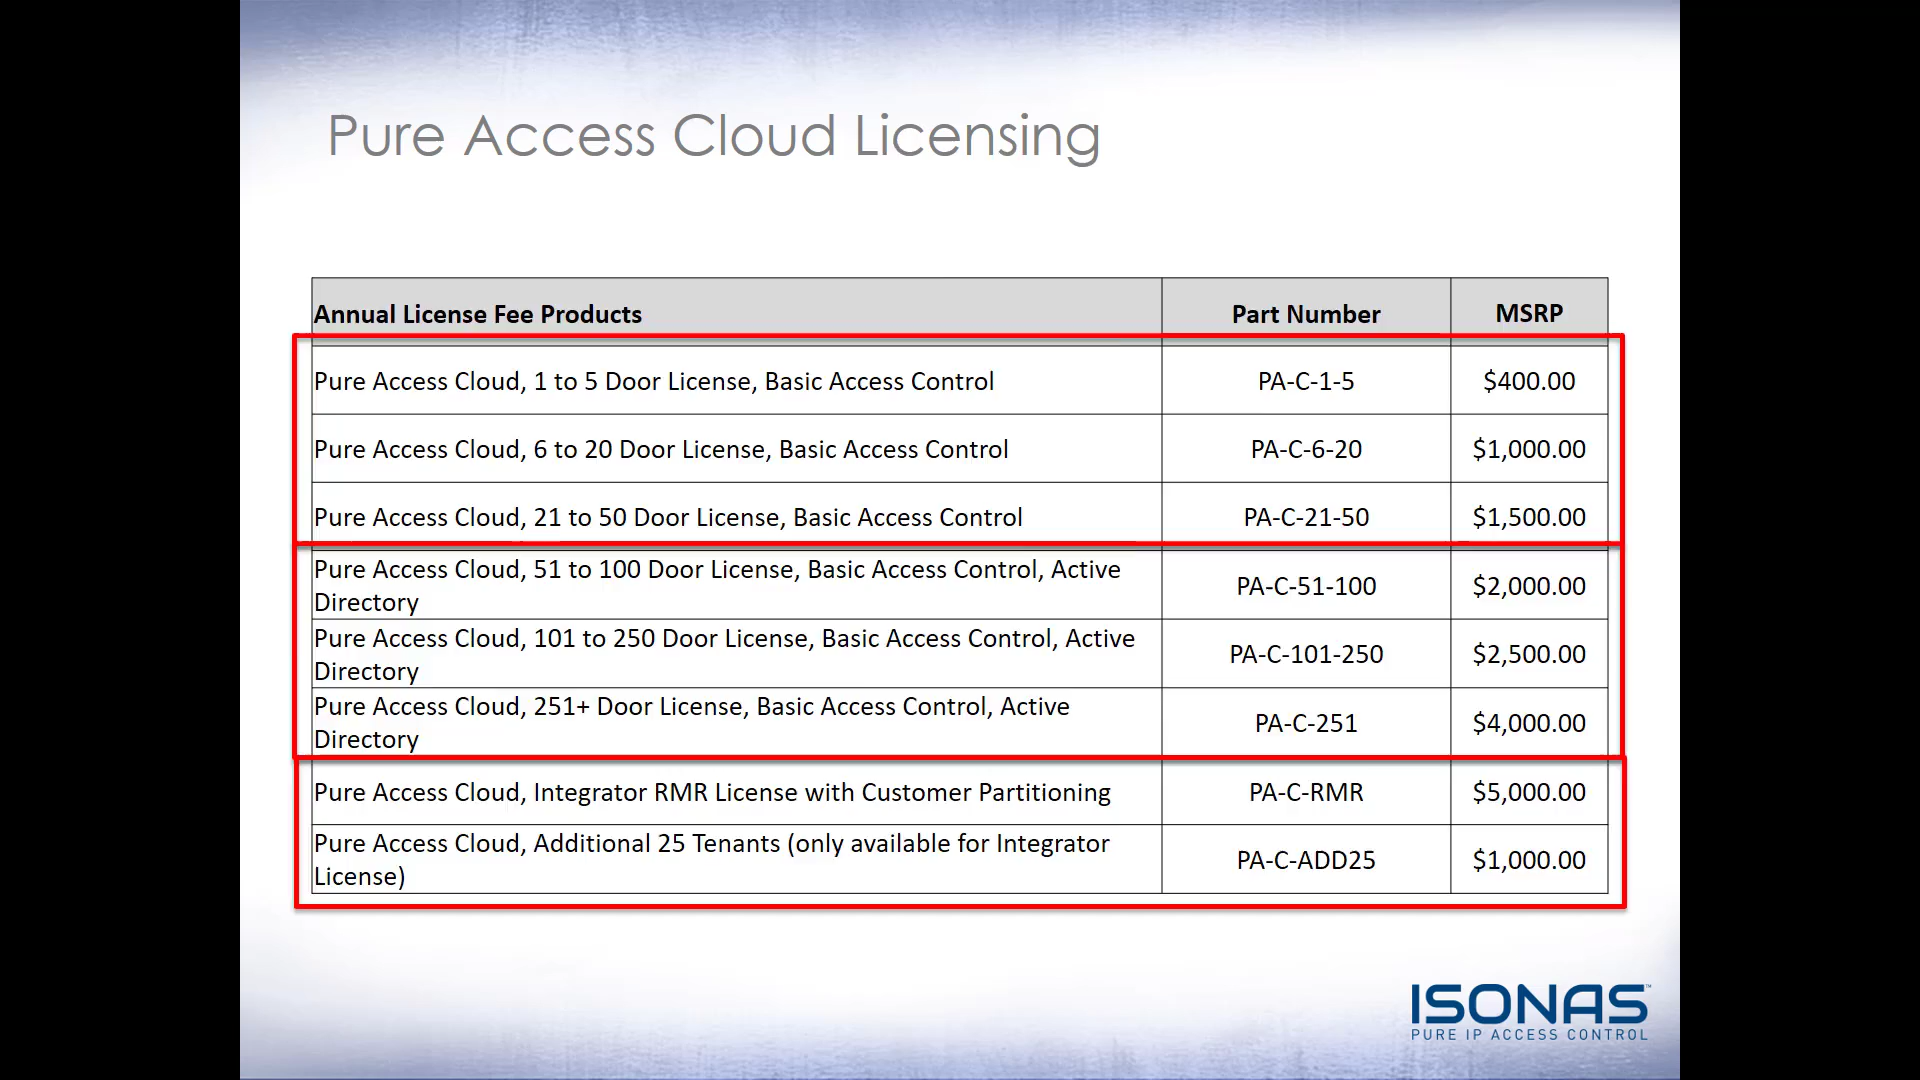 Pure Access Cloud Licensing
Annual License Fee Products Part Number MSRP
Pure Access Cloud, 1 to 5 Door License, Basic Access Control PA-C-1-5 $400.00
Pure Access Cloud, 6 to 20 Door License, Basic Access Control PA-C-6-20 $1,000.00
Pure Access Cloud, 21 to 50 Door License, Basic Access Control PA-C-21-50 $1,500.00
Pure Access Cloud, 51 to 100 Door License, Basic Access Control, Active
Directory PA-C-51-100 $2,000.00
Pure Access Cloud, 101 to 250 Door License, Basic Access Control, Active
Directory PA-C-101-250 $2,500.00
Pure Access Cloud, 251+ Door License, Basic Access Control, Active
Directory PA-C-251 $4,000.00
Pure Access Cloud, Integrator RMR License with Customer Partitioning PA-C-RMR $5,000.00
Pure Access Cloud, Additional 25 Tenants (only available for Integrator
License) PA-C-ADD25 $1,000.00
ISONAS™
PURE IP ACCESS CONTROL